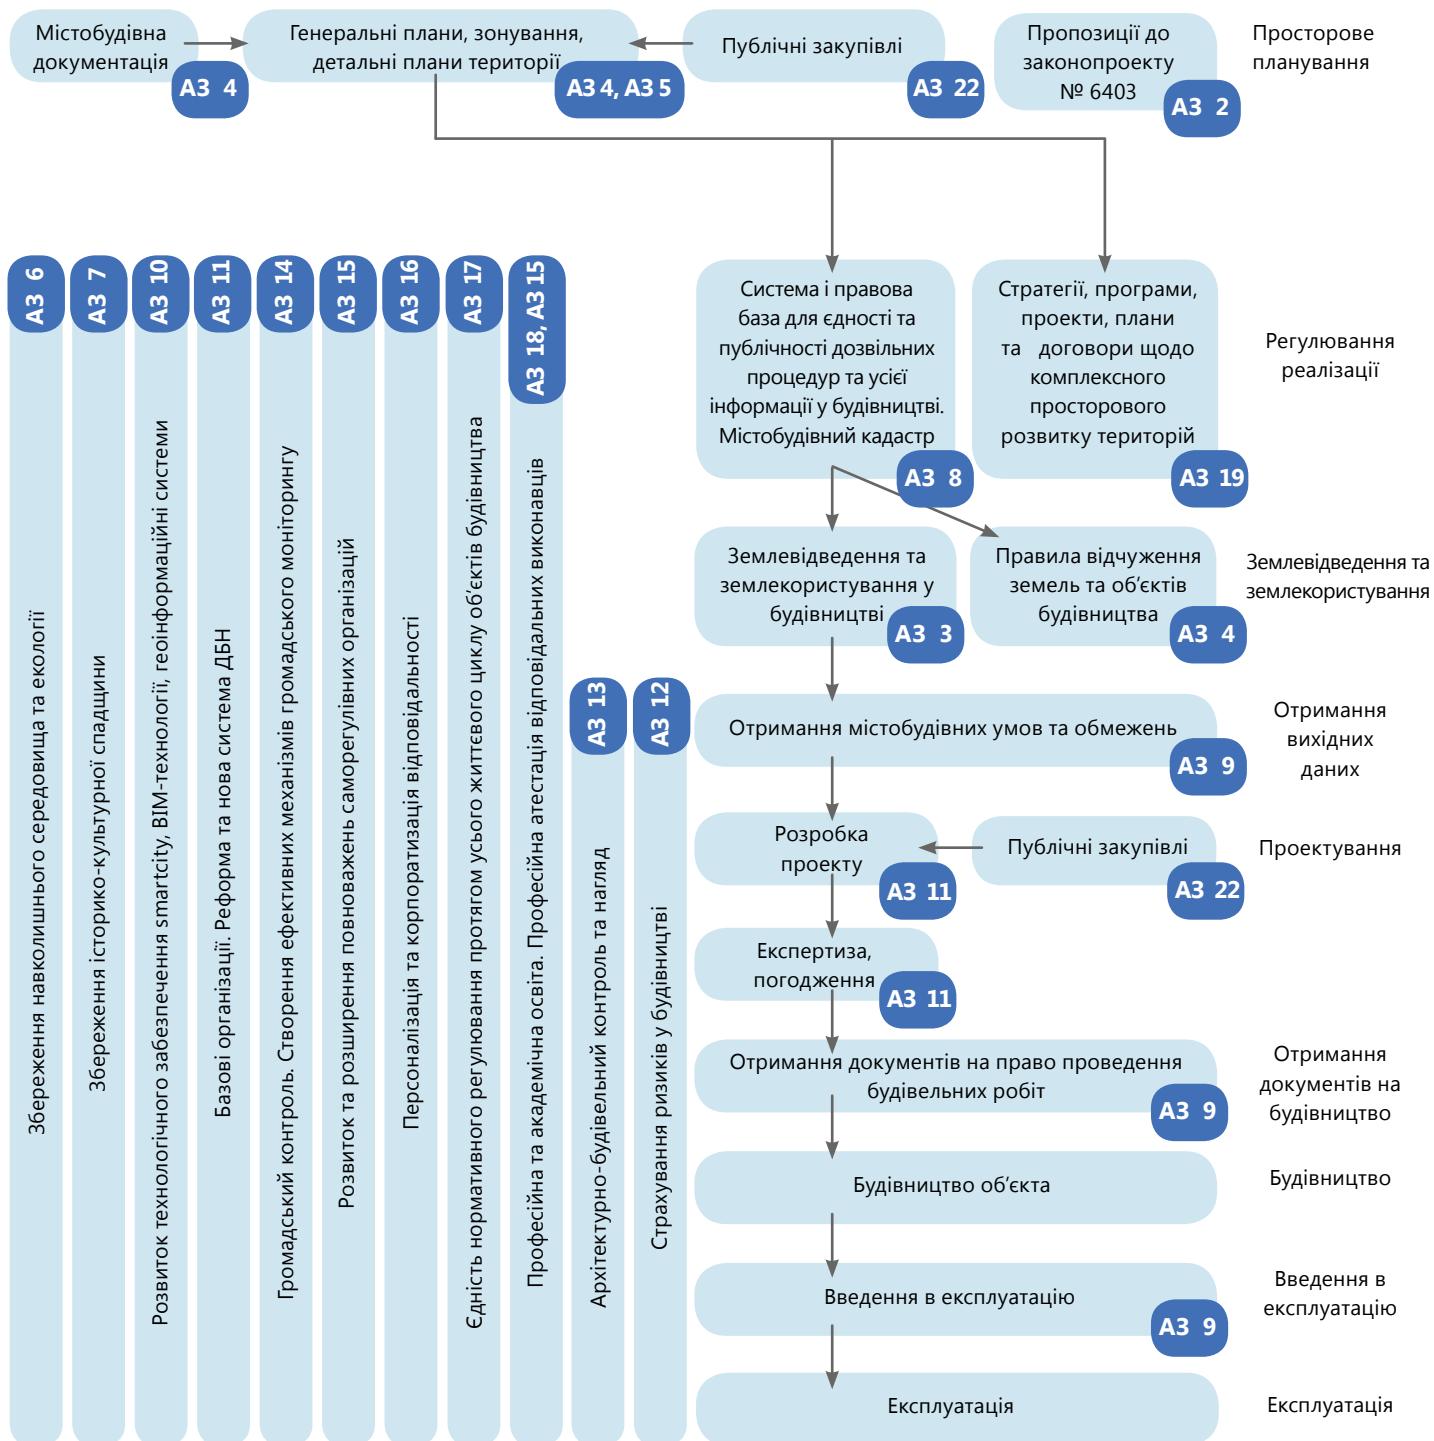 Містобудівна
документація
АЗ 4
Генеральні плани, зонування,
детальні плани території
АЗ 4, АЗ 5
Публічні закупівлі
АЗ 22
Пропозиції до
законопроекту
№ 6403
АЗ 2
Просторове
планування
АЗ 6
Збереження навколишнього середовища та екології
АЗ 7
Збереження історико-культурної спадщини
АЗ 10
Розвиток технологічного забезпечення smartcity, BIM-технології, геоінформаційні системи
АЗ 11
Базові організації. Реформа та нова система ДБН
АЗ 14
Громадський контроль. Створення ефективних механізмів громадського моніторингу
АЗ 15
Розвиток та розширення повноважень саморегулівних організацій
АЗ 16
Персоналізація та корпоратизація відповідальності
АЗ 17
Єдність нормативного регулювання протягом усього життєвого циклу об’єктів будівництва
АЗ 18, АЗ 15
Професійна та академічна освіта. Професійна атестація відповідальних виконавців
АЗ 13
Архітектурно-будівельний контроль та нагляд
АЗ 12
Страхування ризиків у будівництві
Система і правова
база для єдності та
публічності дозвільних
процедур та усієї
інформації у будівництві.
Містобудівний кадастр
АЗ 8
Стратегії, програми,
проекти, плани
та договори щодо
комплексного
просторового
розвитку територій
АЗ 19
Регулювання
реалізації
Землевідведення та
землекористування у
будівництві
АЗ 3
Правила відчуження
земель та об’єктів
будівництва
АЗ 4
Землевідведення та
землекористування
Отримання містобудівних умов та обмежень
АЗ 9
Отримання
вихідних
даних
Розробка
проекту
АЗ 11
Публічні закупівлі
АЗ 22
Проектування
Експертиза,
погодження
АЗ 11
Отримання документів на право проведення
будівельних робіт
АЗ 9
Отримання
документів на
будівництво
Будівництво об’єкта
Будівництво
Введення в експлуатацію
АЗ 9
Введення в
експлуатацію
Експлуатація
Експлуатація